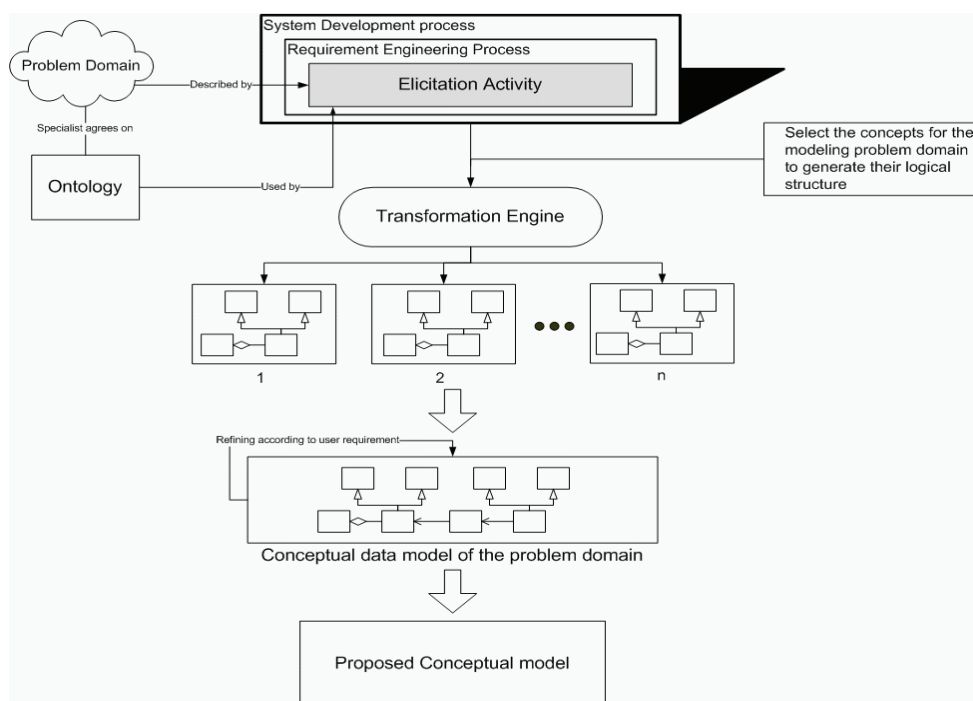 System Development process
Requirement Engineering Process
Problem Domain
Described by
Elicitation Activity
Specialist agrees on
Select the concepts for the
modeling problem domain
to generate their logical
structure
Ontology
Used by
Transformation Engine
1
2
n
Refining according to user requirement
Conceptual data model of the problem domain
Proposed Conceptual model